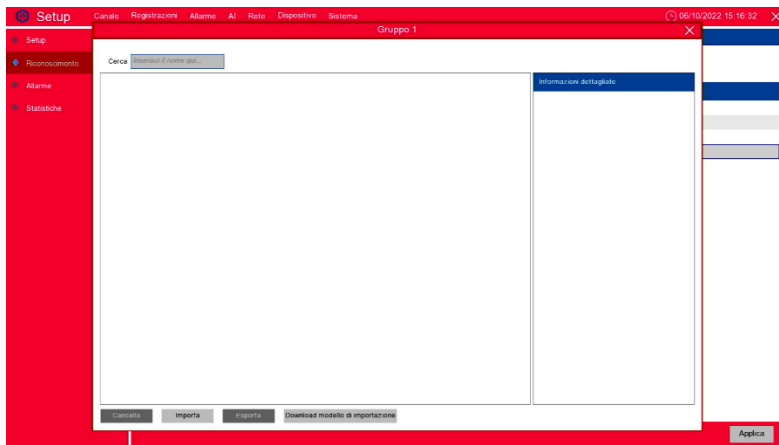 Setup Canale Registrazioni Allarme AI Rete Dispositivo Sistema 06/10/2022 15:16:32
Gruppo 1
Setup
Riconoscimento
Allarme
Statistiche
Cerca Inserisci il nome qui...
Informazioni dettagliate
Cancella Importa Esporta Download modello di importazione
Applica